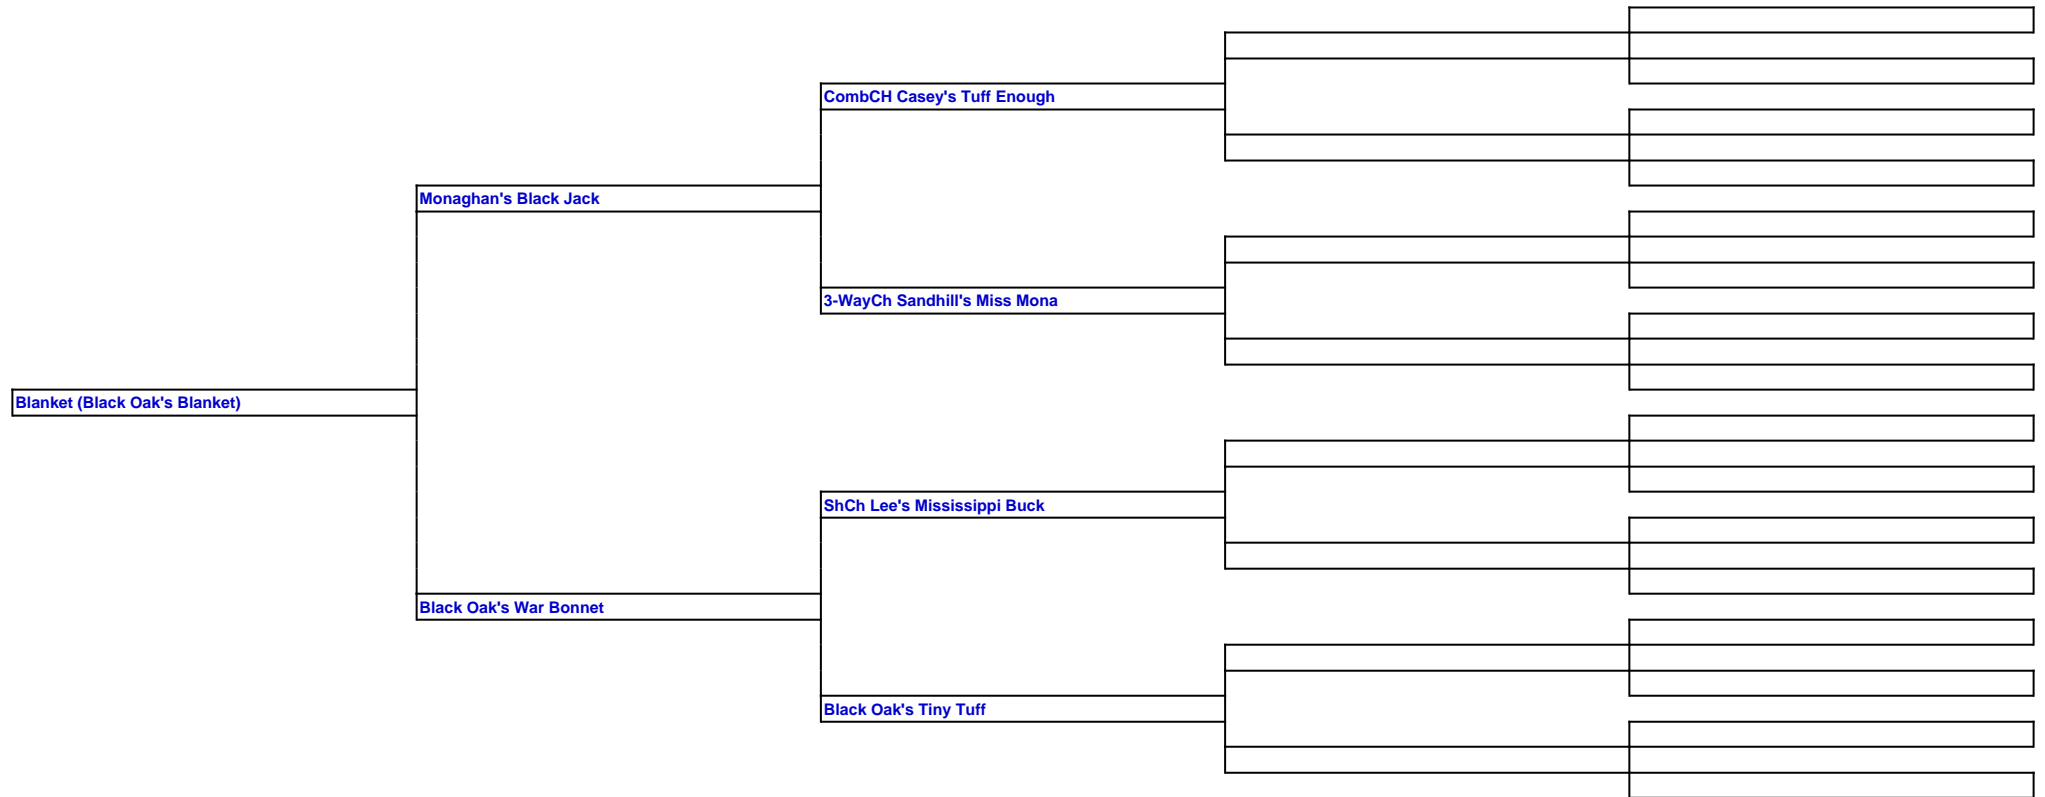 CombCH Casey's Tuff Enough
Monaghan's Black Jack
3-WayCh Sandhill's Miss Mona
Blanket (Black Oak's Blanket)
ShCh Lee's Mississippi Buck
Black Oak's War Bonnet
Black Oak's Tiny Tuff